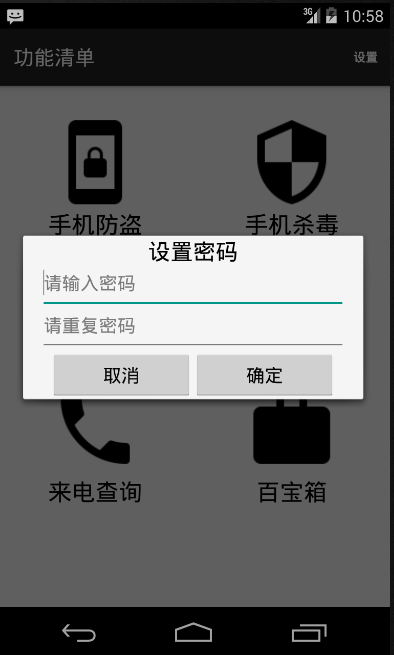 3G 10:58
功能清单 设置
手机防盗 手机杀毒
设置密码
请输入密码
请重复密码
取消 确定
来电查询 百宝箱